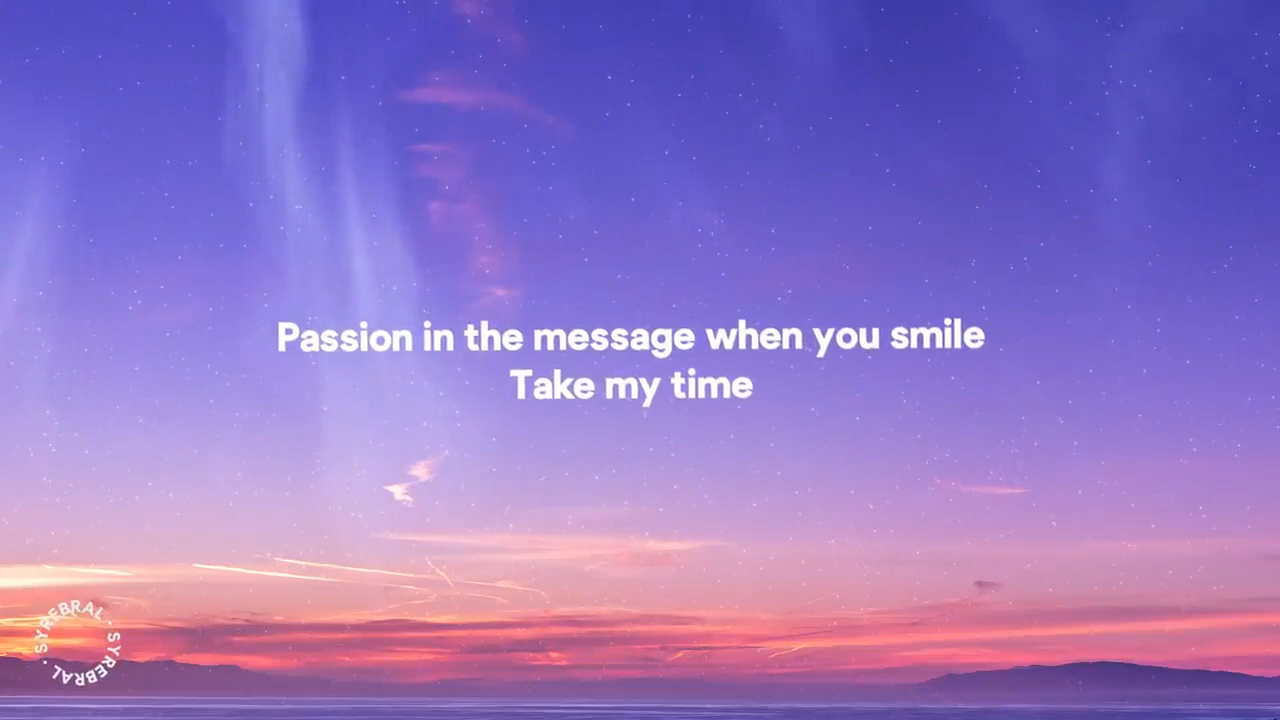 Passion in the message when you smile
Take my time
SYREBRAL · SYREBRAL ·